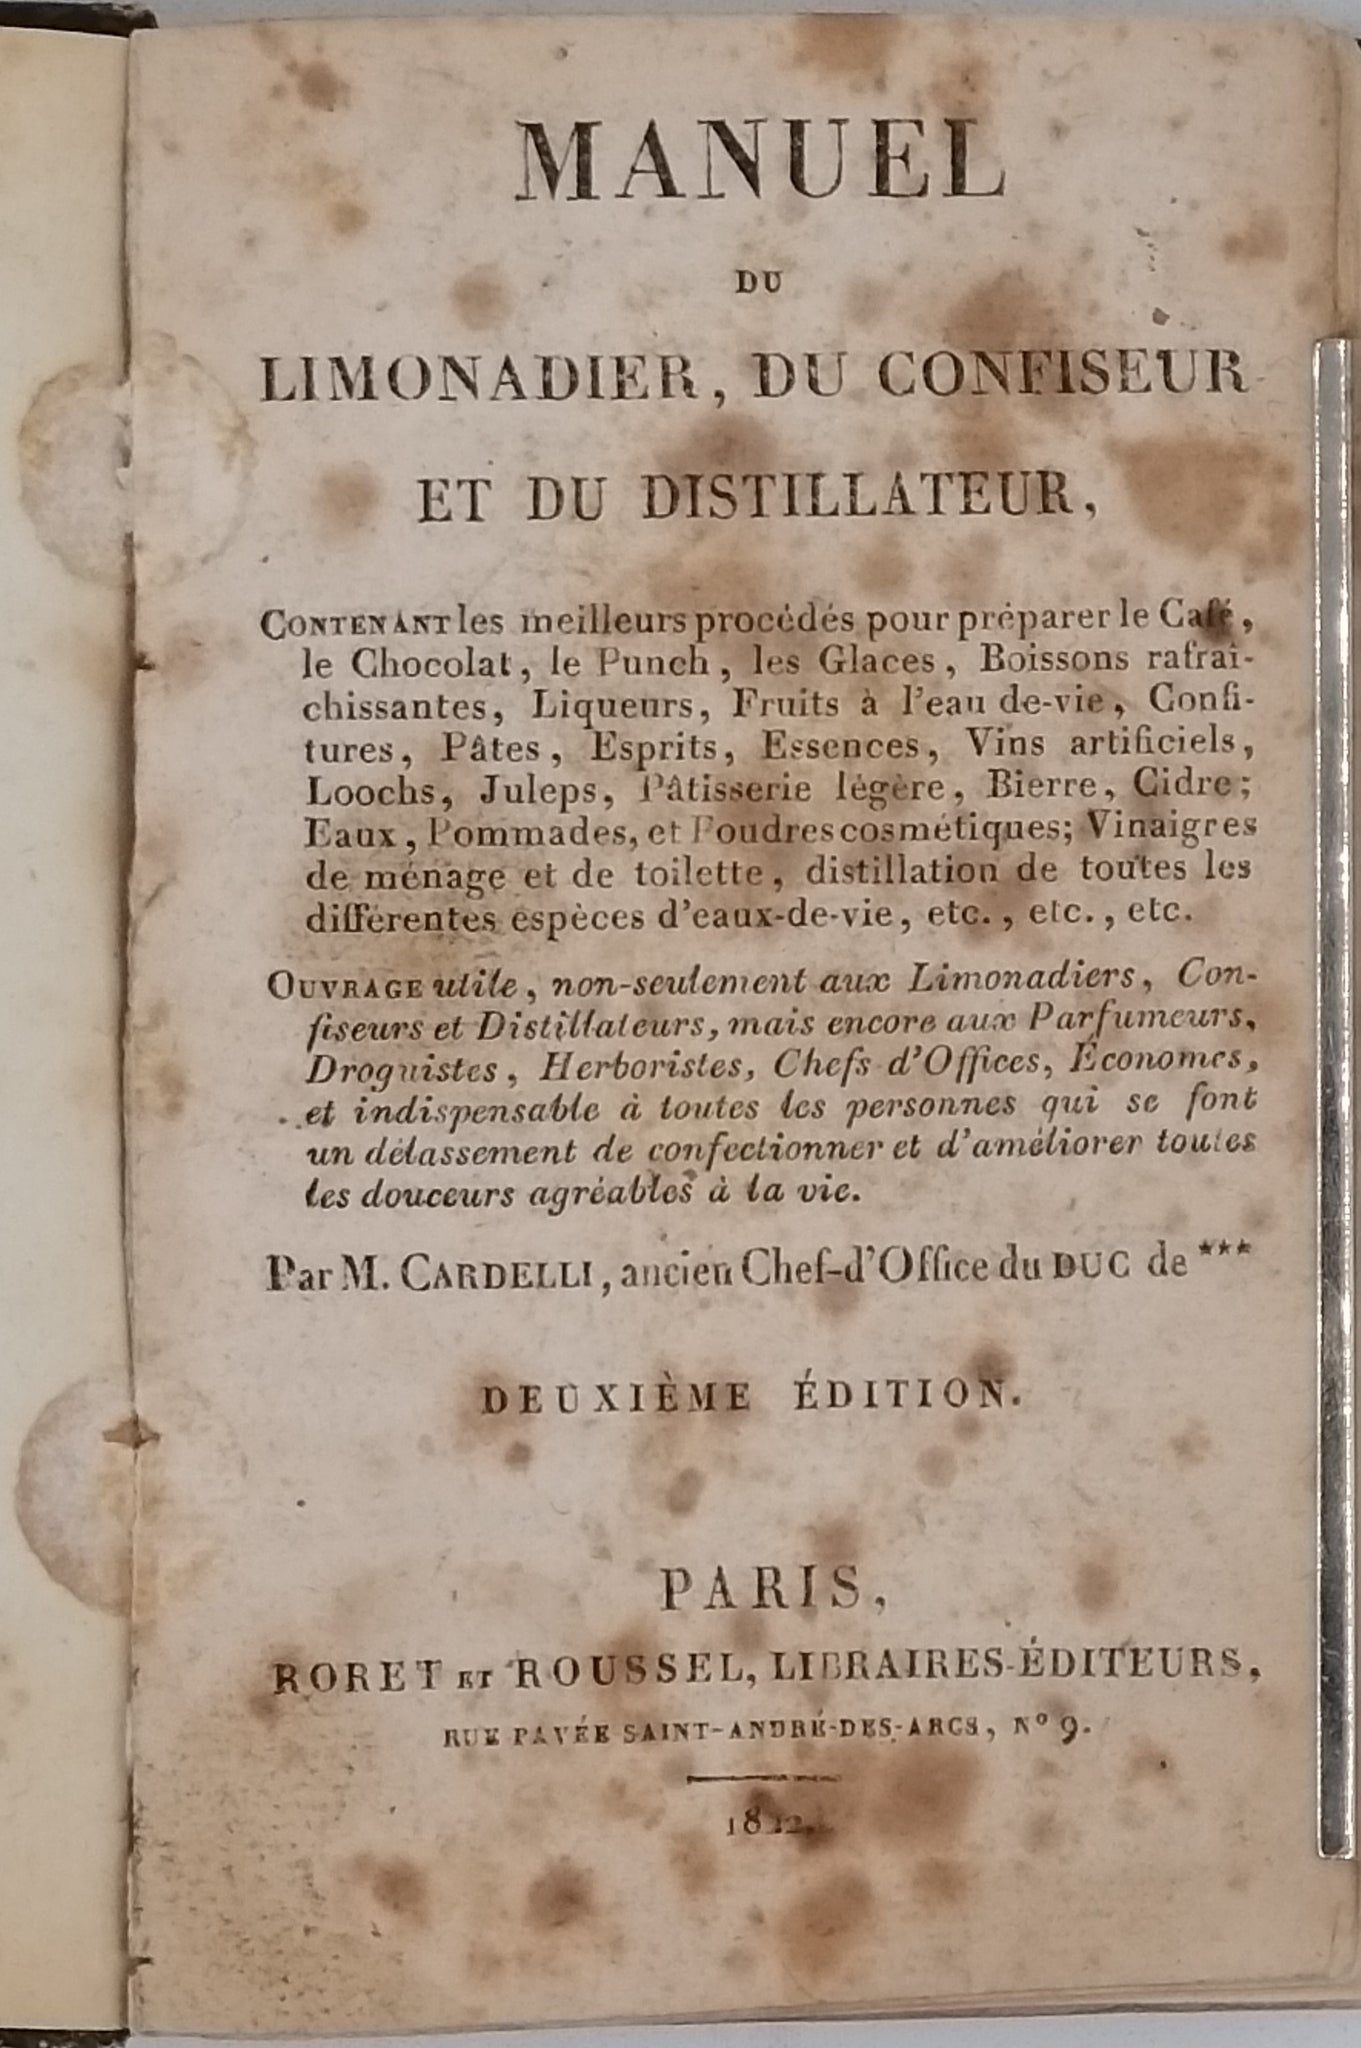 MANUEL
DU
LIMONADIER, DU CONFISEUR
ET DU DISTILLATEUR,
CONTENANT les meilleurs procédés pour préparer le Café,
le Chocolat, le Punch, les Glaces, Boissons rafraî-
chissantes, Liqueurs, Fruits à l'eau de-vie, Confi-
tures, Pâtes, Esprits, Essences, Vins artificiels,
Loochs, Juleps, Pâtisserie légère, Bierre, Cidre;
Eaux, Pommades, et Poudres cosmétiques; Vinaigres
de ménage et de toilette, distillation de toutes les
différentes espèces d'eaux-de-vie, etc., etc., etc.
OUVRAGE utile, non-seulement aux Limonadiers, Con-
fiseurs et Distillateurs, mais encore aux Parfumeurs,
Droguistes, Herboristes, Chefs d'Offices, Économes,
et indispensable à toutes les personnes qui se font
un délassement de confectionner et d'améliorer toutes
les douceurs agréables à la vie.
Par M. CARDELLI, ancien Chef-d'Office du DUC de ***
DEUXIÈME ÉDITION.
PARIS,
RORET ET ROUSSEL, LIBRAIRES-ÉDITEURS,
RUE PAVÉE SAINT-ANDRÉ-DES-ARCS, N° 9.
1822.